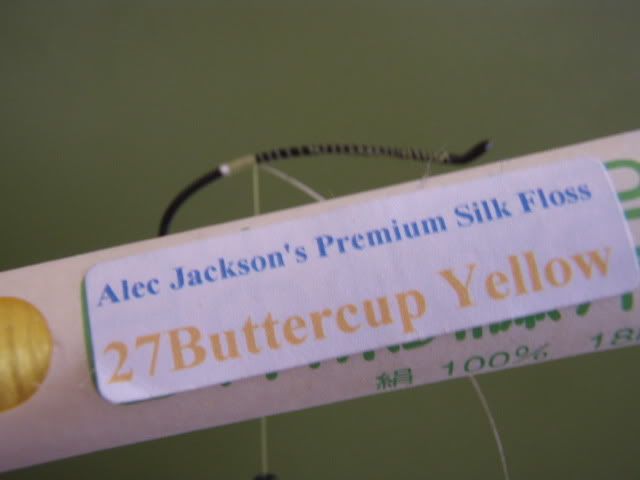 Alec Jackson's Premium Silk Floss
27Buttercup Yellow
絹 100%